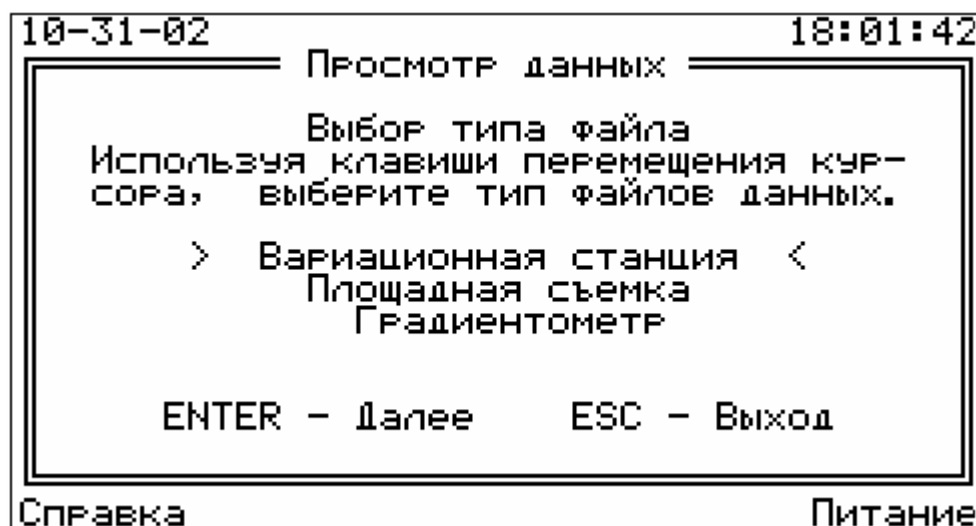 10-31-02 18:01:42
Просмотр данных
Выбор типа файла
Используя клавиши перемещения кур-
сора, выберите тип файлов данных.
> Вариационная станция <
Площадная съемка
Градиентометр
ENTER - Далее ESC - Выход
Справка Питание